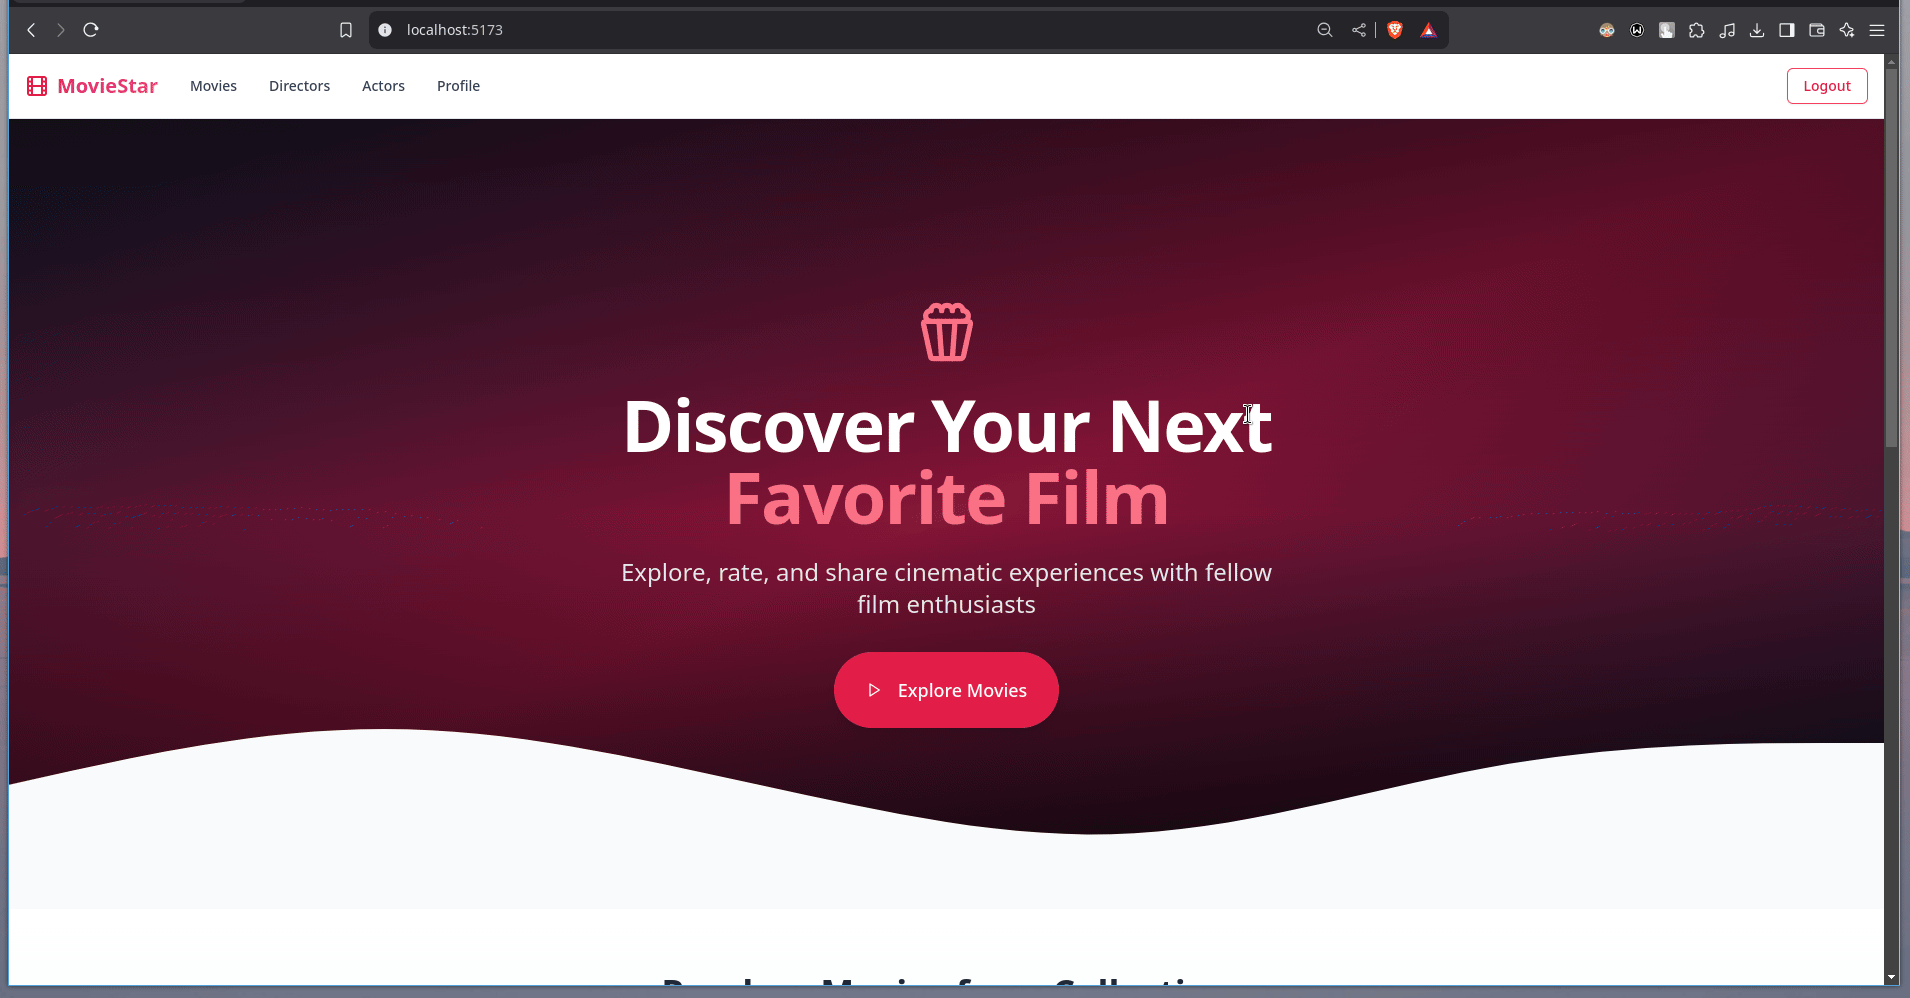 localhost:5173
MovieStar Movies Directors Actors Profile Logout
Discover Your Next
Favorite Film
Explore, rate, and share cinematic experiences with fellow
film enthusiasts
Explore Movies